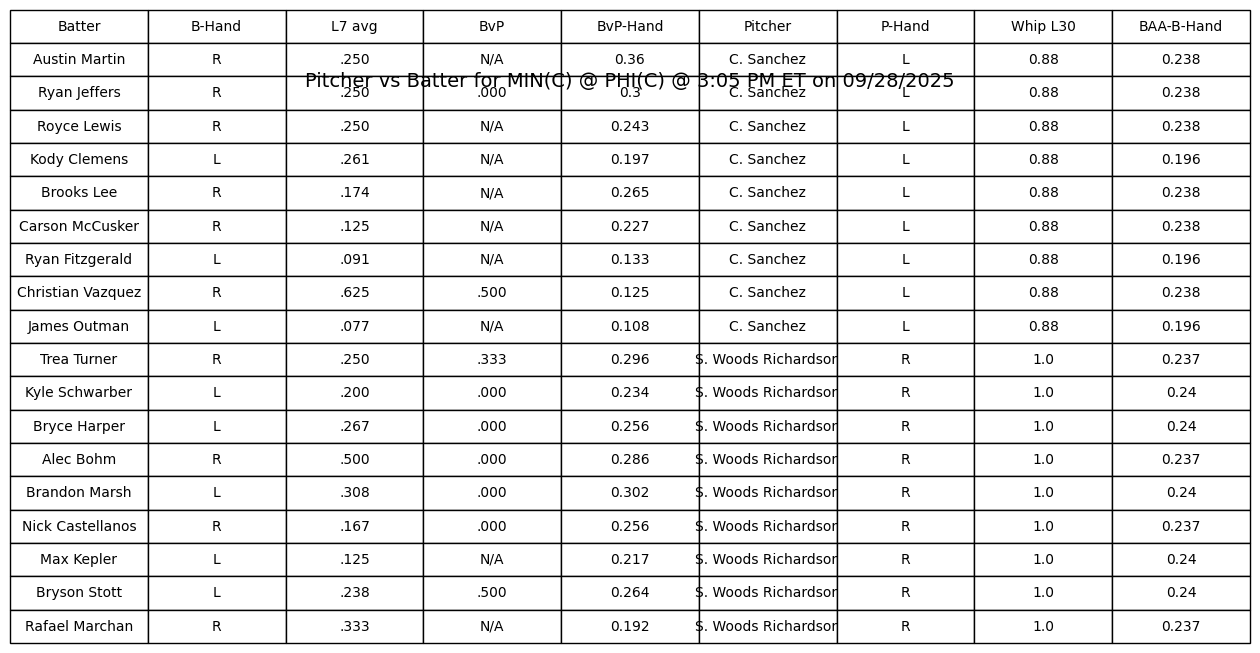 Batter B-Hand L7 avg BvP BvP-Hand Pitcher P-Hand Whip L30 BAA-B-Hand
Austin Martin R .250 N/A 0.36 C. Sanchez L 0.88 0.238
Pitcher vs Batter for MIN(C) @ PHI(C) @ 3:05 PM ET on 09/28/2025
Ryan Jeffers R .250 .000 0.3 C. Sanchez L 0.88 0.238
Royce Lewis R .250 N/A 0.243 C. Sanchez L 0.88 0.238
Kody Clemens L .261 N/A 0.197 C. Sanchez L 0.88 0.196
Brooks Lee R .174 N/A 0.265 C. Sanchez L 0.88 0.238
Carson McCusker R .125 N/A 0.227 C. Sanchez L 0.88 0.238
Ryan Fitzgerald L .091 N/A 0.133 C. Sanchez L 0.88 0.196
Christian Vazquez R .625 .500 0.125 C. Sanchez L 0.88 0.238
James Outman L .077 N/A 0.108 C. Sanchez L 0.88 0.196
Trea Turner R .250 .333 0.296 S. Woods Richardson R 1.0 0.237
Kyle Schwarber L .200 .000 0.234 S. Woods Richardson R 1.0 0.24
Bryce Harper L .267 .000 0.256 S. Woods Richardson R 1.0 0.24
Alec Bohm R .500 .000 0.286 S. Woods Richardson R 1.0 0.237
Brandon Marsh L .308 .000 0.302 S. Woods Richardson R 1.0 0.24
Nick Castellanos R .167 .000 0.256 S. Woods Richardson R 1.0 0.237
Max Kepler L .125 N/A 0.217 S. Woods Richardson R 1.0 0.24
Bryson Stott L .238 .500 0.264 S. Woods Richardson R 1.0 0.24
Rafael Marchan R .333 N/A 0.192 S. Woods Richardson R 1.0 0.237